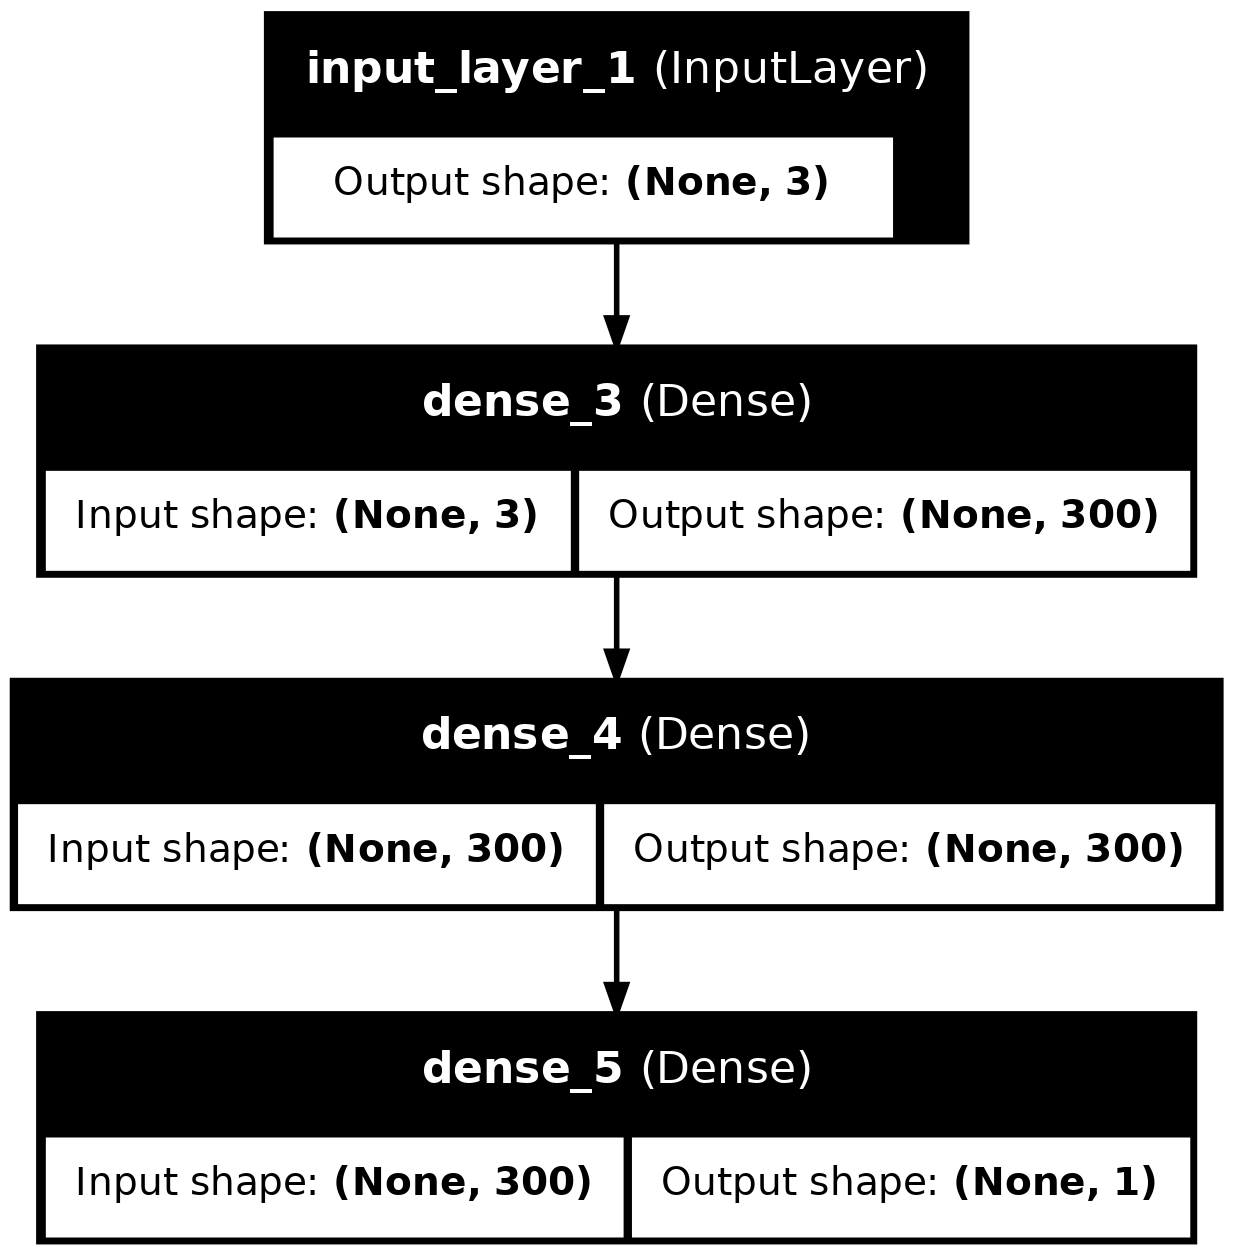 input_layer_1 (InputLayer)
Output shape: (None, 3)
dense_3 (Dense)
Input shape: (None, 3) Output shape: (None, 300)
dense_4 (Dense)
Input shape: (None, 300) Output shape: (None, 300)
dense_5 (Dense)
Input shape: (None, 300) Output shape: (None, 1)